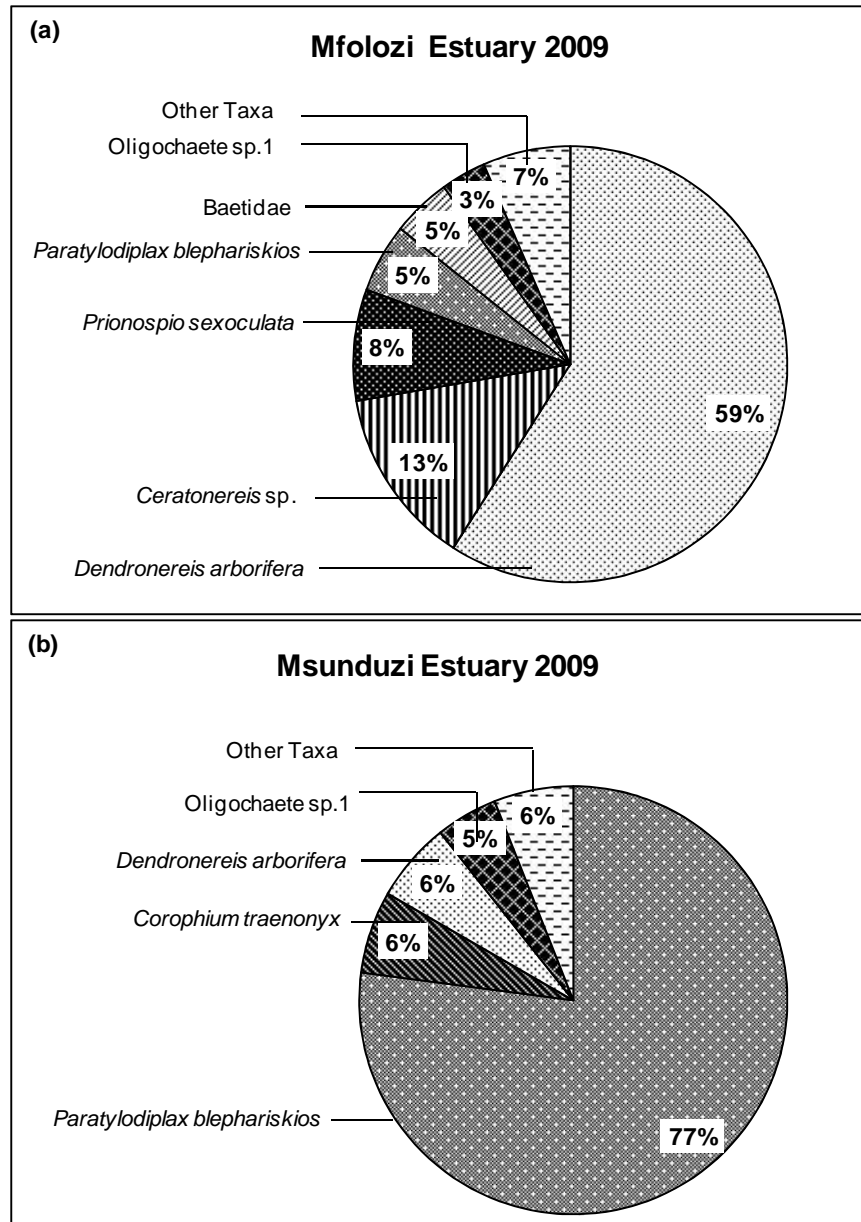 (a)
Mfolozi Estuary 2009
Other Taxa
Oligochaete sp.1
Baetidae
Paratylodiplax blephariskios
Prionospio sexoculata
Ceratonereis sp.
Dendronereis arborifera
7%
3%
5%
5%
8%
13%
59%
(b)
Msunduzi Estuary 2009
Other Taxa
Oligochaete sp.1
Dendronereis arborifera
Corophium traenonyx
Paratylodiplax blephariskios
6%
5%
6%
6%
77%